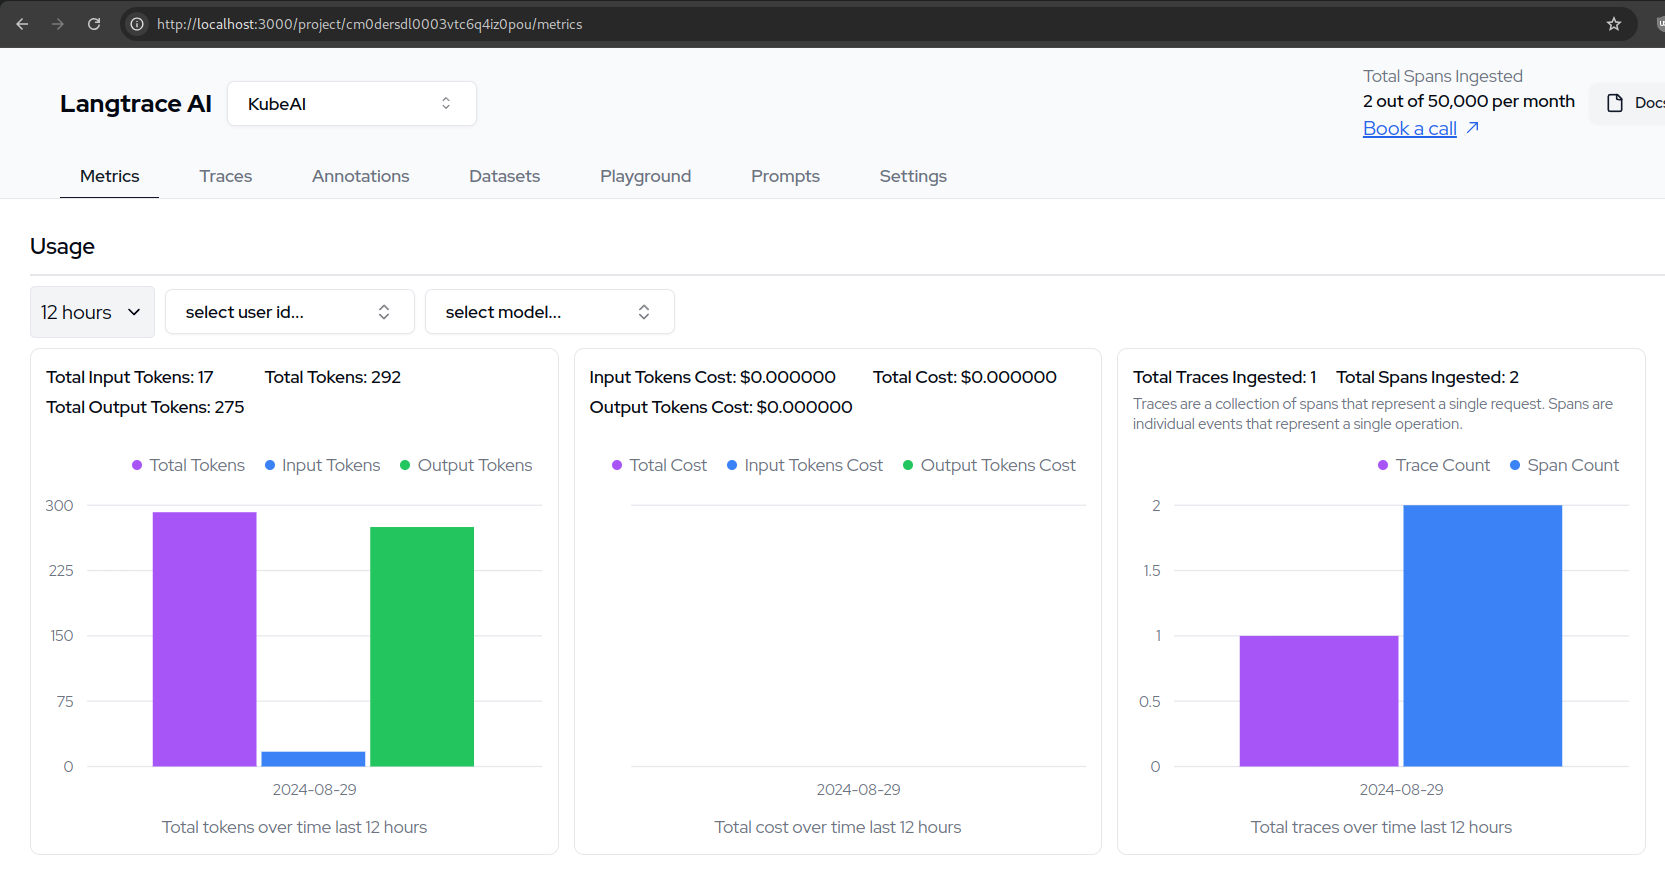 http://localhost:3000/project/cm0dersdl0003vtc6q4iz0pou/metrics
Langtrace AI
KubeAI
Total Spans Ingested
2 out of 50,000 per month
Book a call
Docs
Metrics
Traces
Annotations
Datasets
Playground
Prompts
Settings
Usage
12 hours
select user id...
select model...
Total Input Tokens: 17
Total Tokens: 292
Total Output Tokens: 275
Total Tokens
Input Tokens
Output Tokens
300
225
150
75
0
2024-08-29
Total tokens over time last 12 hours
Input Tokens Cost: $0.000000
Total Cost: $0.000000
Output Tokens Cost: $0.000000
Total Cost
Input Tokens Cost
Output Tokens Cost
2024-08-29
Total cost over time last 12 hours
Total Traces Ingested: 1
Total Spans Ingested: 2
Traces are a collection of spans that represent a single request. Spans are
individual events that represent a single operation.
Trace Count
Span Count
2
1.5
1
0.5
0
2024-08-29
Total traces over time last 12 hours